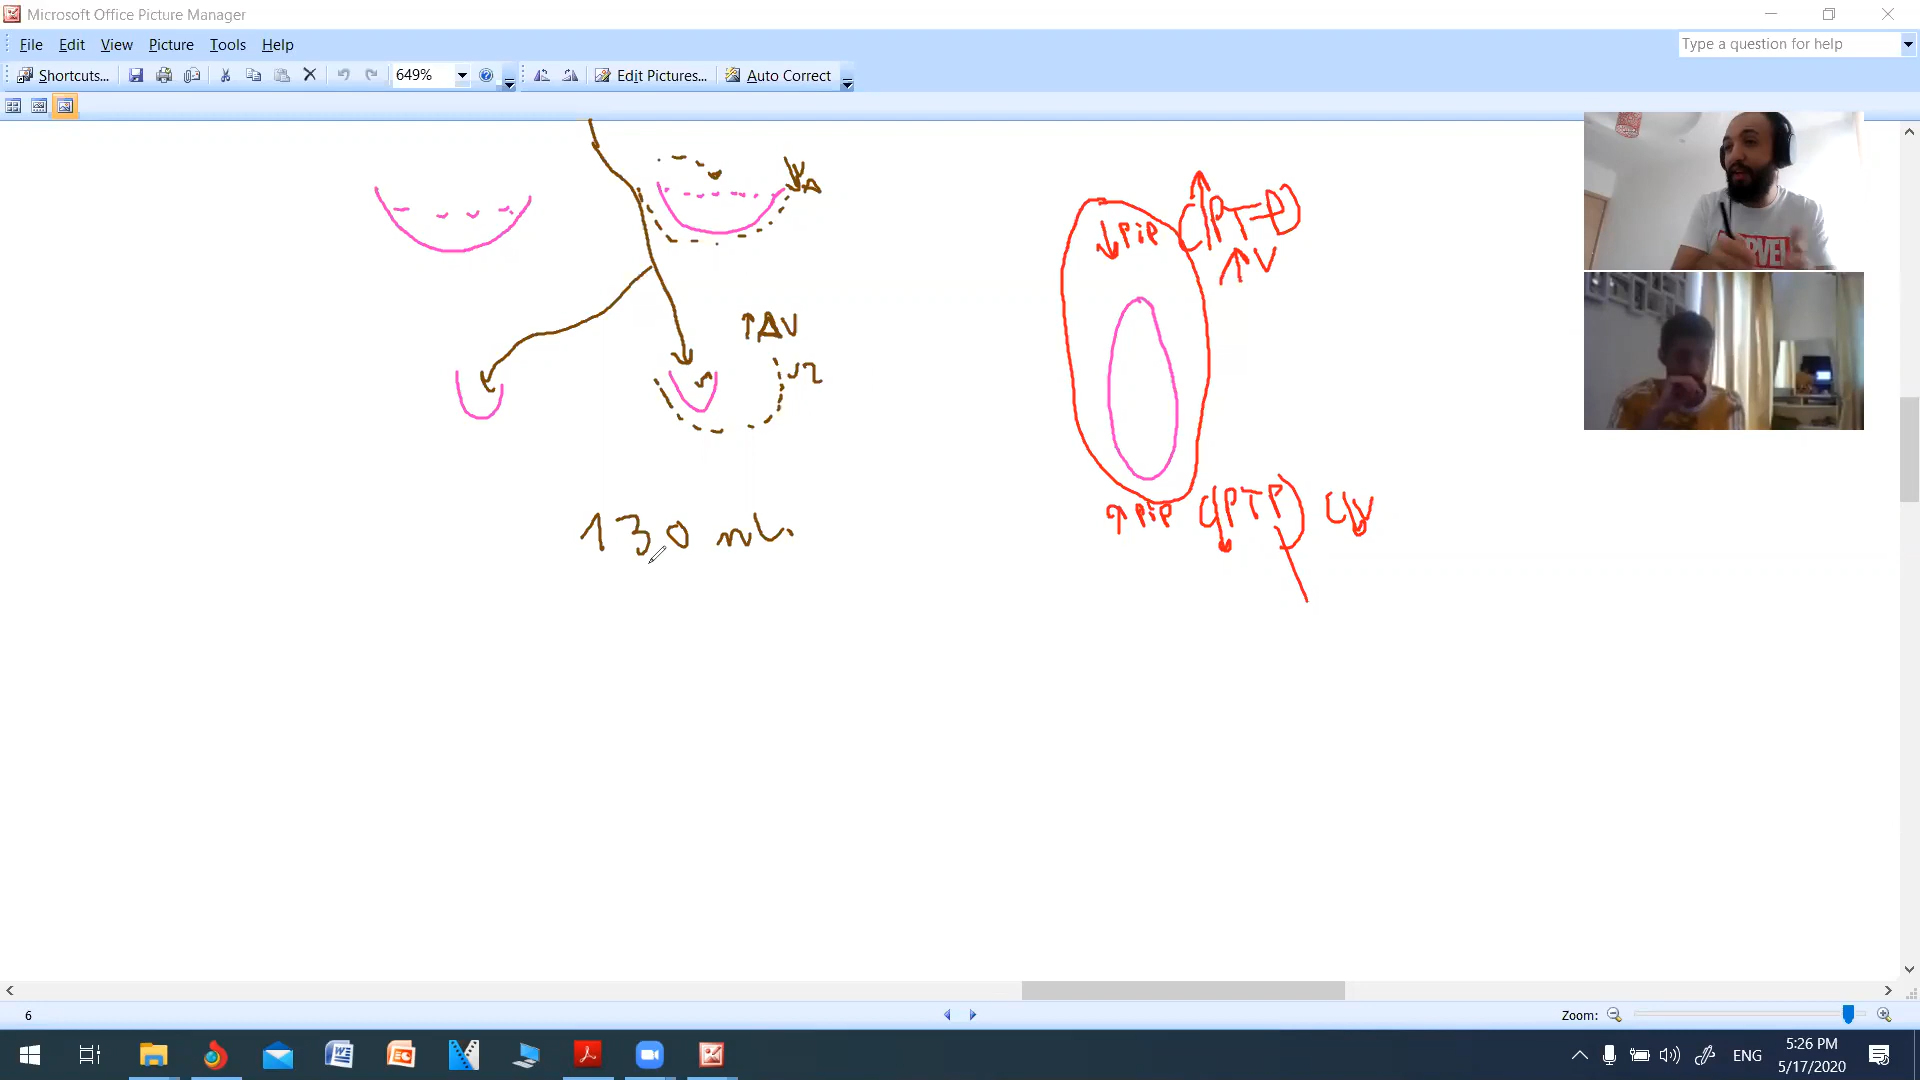 Microsoft Office Picture Manager
File Edit View Picture Tools Help
Type a question for help
Shortcuts... 649% Edit Pictures... Auto Correct
↓PiP (PTP)
↑V
↑ΔV
130 mL.
↑PiP (PTP)
MARVEL
6
Zoom:
ENG
5:26 PM
5/17/2020